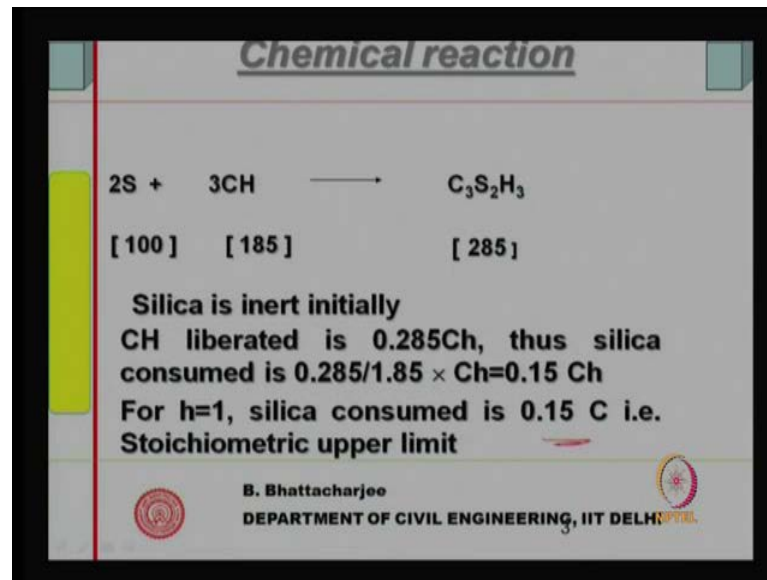 Chemical reaction
2S + 3CH → C₃S₂H₃
[ 100 ] [ 185 ] [ 285 ]
Silica is inert initially
CH liberated is 0.285Ch, thus silica
consumed is 0.285/1.85 × Ch=0.15 Ch
For h=1, silica consumed is 0.15 C i.e.
Stoichiometric upper limit
B. Bhattacharjee
DEPARTMENT OF CIVIL ENGINEERING, IIT DELHI
3
NPTEL